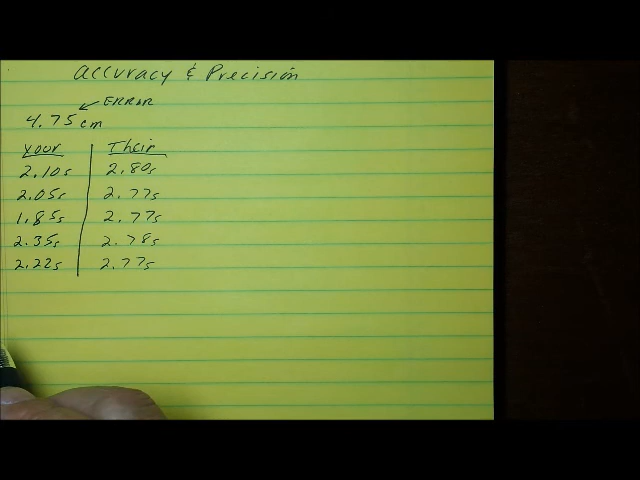 Accuracy & Precision
ERROR
4.75 cm
Your Their
2.10s 2.80s
2.05s 2.77s
1.85s 2.77s
2.35s 2.78s
2.22s 2.77s